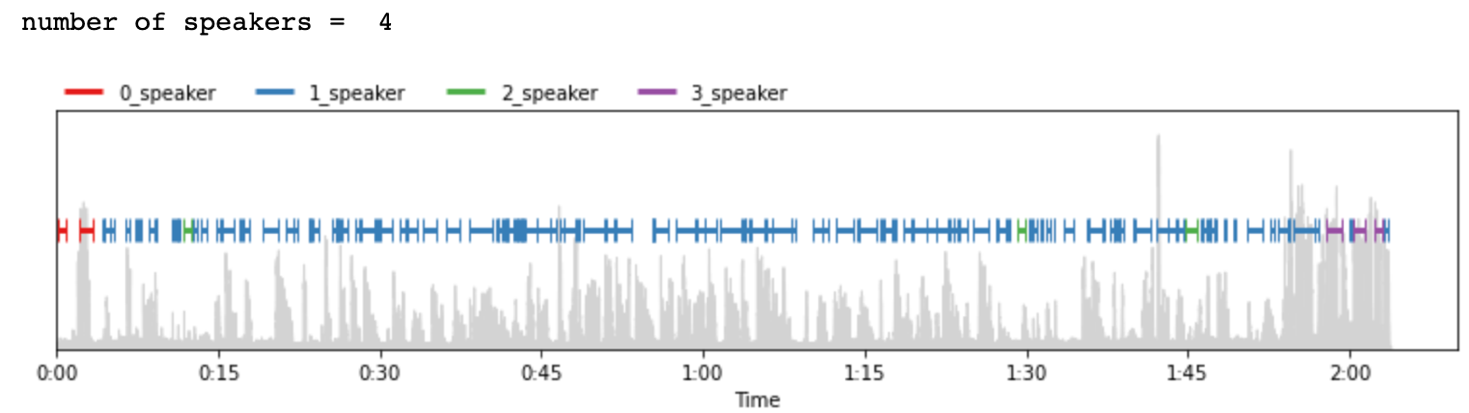 number of speakers =  4
0_speaker 1_speaker 2_speaker 3_speaker
0:00 0:15 0:30 0:45 1:00 1:15 1:30 1:45 2:00
Time